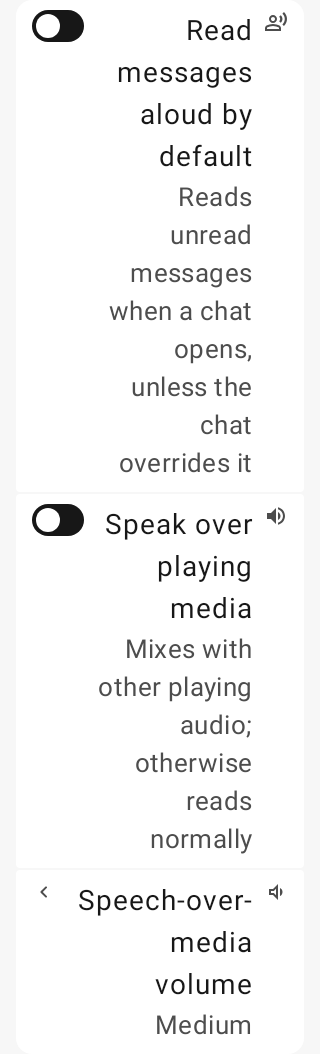 Read
messages
aloud by
default
Reads
unread
messages
when a chat
opens,
unless the
chat
overrides it
Speak over
playing
media
Mixes with
other playing
audio;
otherwise
reads
normally
Speech-over-
media
volume
Medium